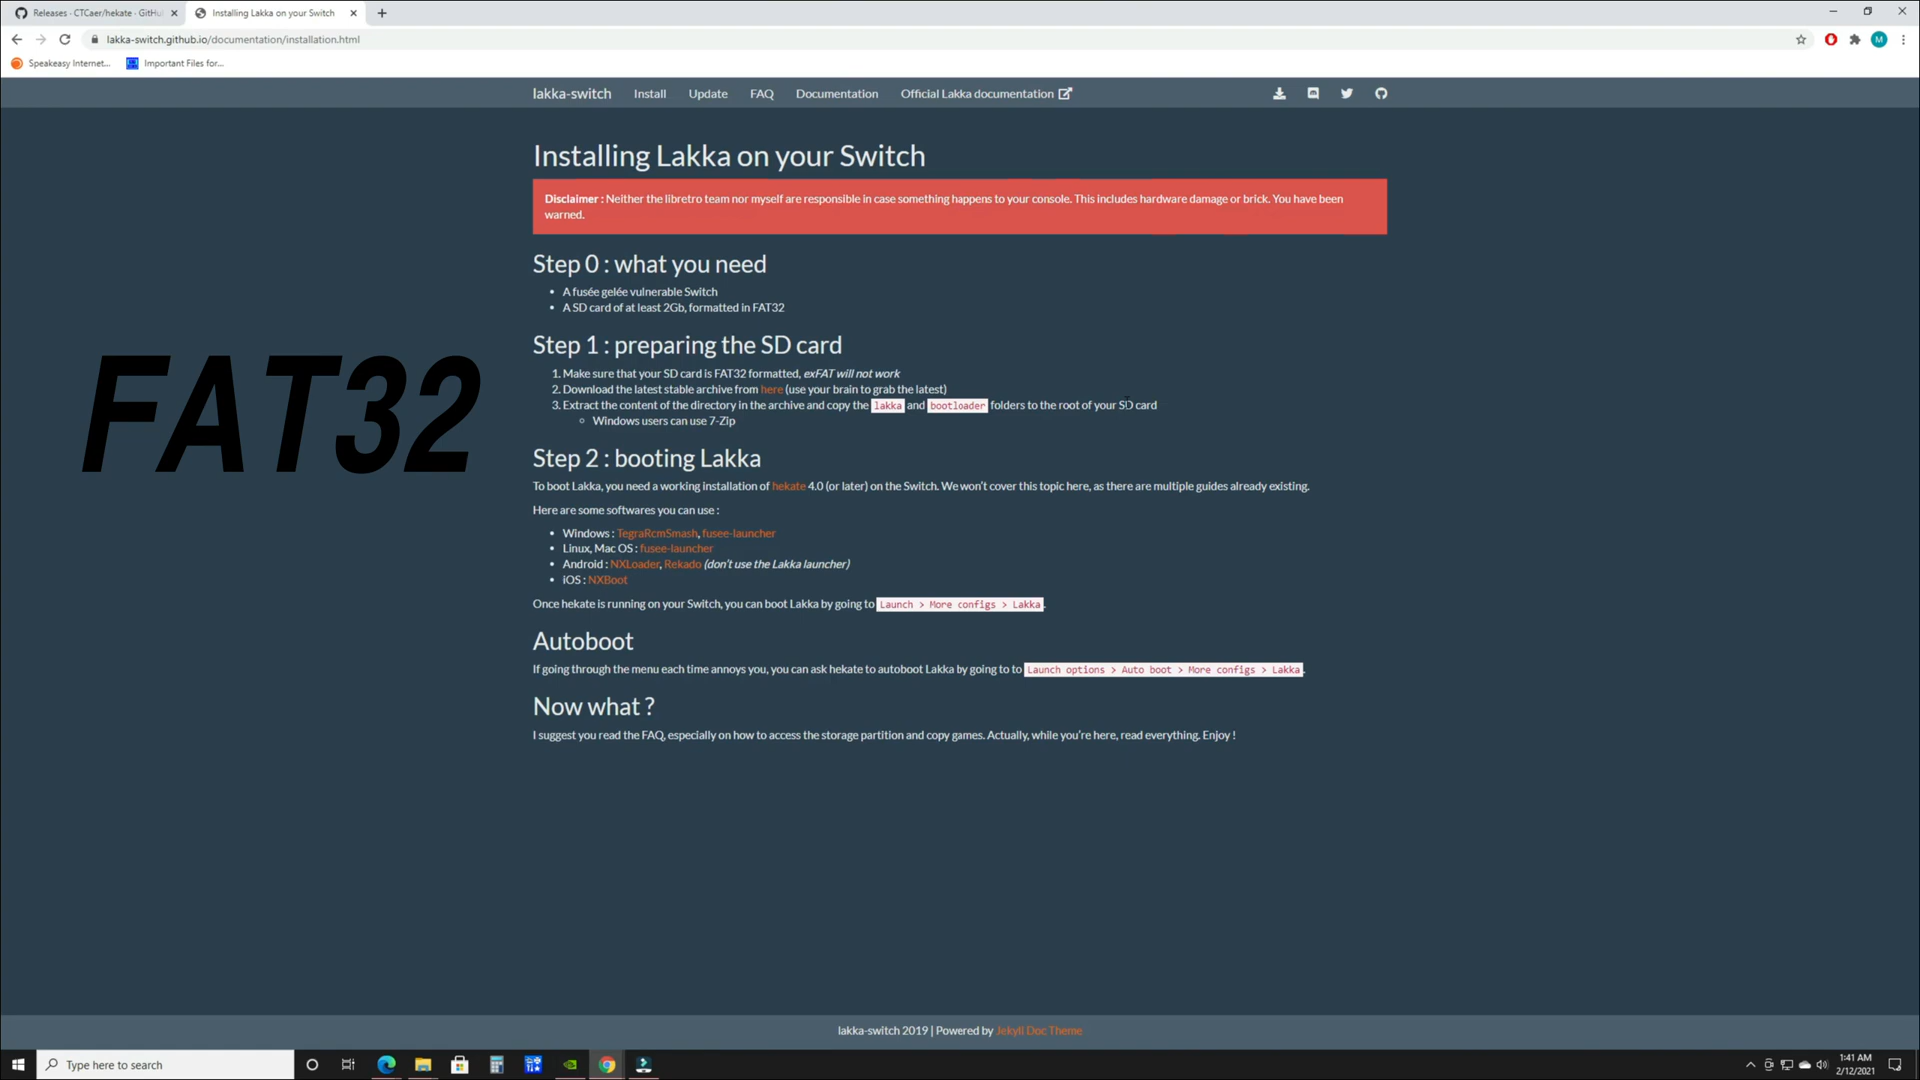 Releases · CTCaer/hekate · GitHu
Installing Lakka on your Switch
lakka-switch.github.io/documentation/installation.html
M
Speakeasy Internet...
Important Files for...
lakka-switch
Install
Update
FAQ
Documentation
Official Lakka documentation
Installing Lakka on your Switch
Disclaimer : Neither the libretro team nor myself are responsible in case something happens to your console. This includes hardware damage or brick. You have been
warned.
Step 0 : what you need
• A fusée gelée vulnerable Switch
• A SD card of at least 2Gb, formatted in FAT32
FAT32
Step 1 : preparing the SD card
1. Make sure that your SD card is FAT32 formatted, exFAT will not work
2. Download the latest stable archive from here (use your brain to grab the latest)
3. Extract the content of the directory in the archive and copy the lakka and bootloader folders to the root of your SD card
Windows users can use 7-Zip
Step 2 : booting Lakka
To boot Lakka, you need a working installation of hekate 4.0 (or later) on the Switch. We won't cover this topic here, as there are multiple guides already existing.
Here are some softwares you can use :
• Windows : TegraRcmSmash, fusee-launcher
• Linux, Mac OS : fusee-launcher
• Android : NXLoader, Rekado (don't use the Lakka launcher)
• iOS : NXBoot
Once hekate is running on your Switch, you can boot Lakka by going to Launch > More configs > Lakka.
Autoboot
If going through the menu each time annoys you, you can ask hekate to autoboot Lakka by going to to Launch options > Auto boot > More configs > Lakka.
Now what ?
I suggest you read the FAQ, especially on how to access the storage partition and copy games. Actually, while you're here, read everything. Enjoy !
lakka-switch 2019 | Powered by Jekyll Doc Theme
Type here to search
1:41 AM
2/12/2021